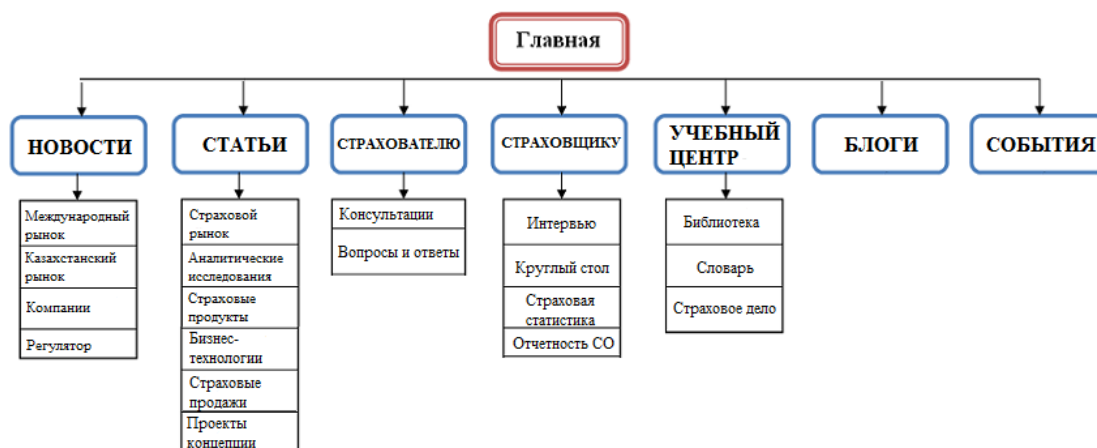 Главная
НОВОСТИ
СТАТЬИ
СТРАХОВАТЕЛЮ
СТРАХОВЩИКУ
УЧЕБНЫЙ
ЦЕНТР
БЛОГИ
СОБЫТИЯ
Международный
рынок
Казахстанский
рынок
Компании
Регулятор
Страховой
рынок
Аналитические
исследования
Страховые
продукты
Бизнес-
технологии
Страховые
продажи
Проекты
концепции
Консультации
Вопросы и ответы
Интервью
Круглый стол
Страховая
статистика
Отчетность СО
Библиотека
Словарь
Страховое дело